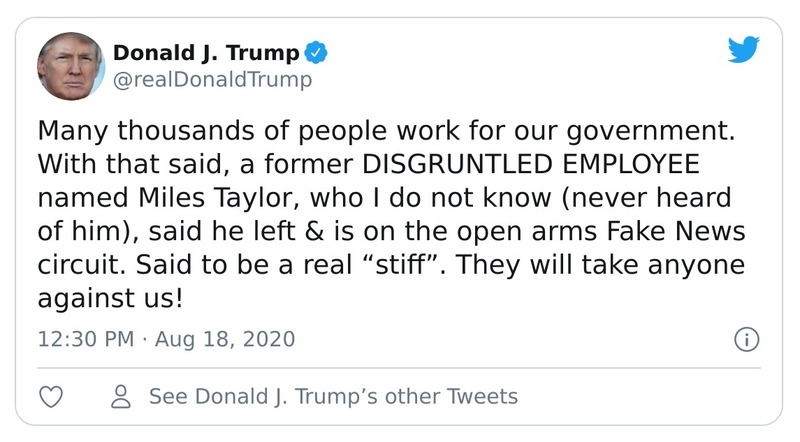 Donald J. Trump
@realDonaldTrump
Many thousands of people work for our government.
With that said, a former DISGRUNTLED EMPLOYEE
named Miles Taylor, who I do not know (never heard
of him), said he left & is on the open arms Fake News
circuit. Said to be a real “stiff”. They will take anyone
against us!
12:30 PM · Aug 18, 2020
See Donald J. Trump’s other Tweets